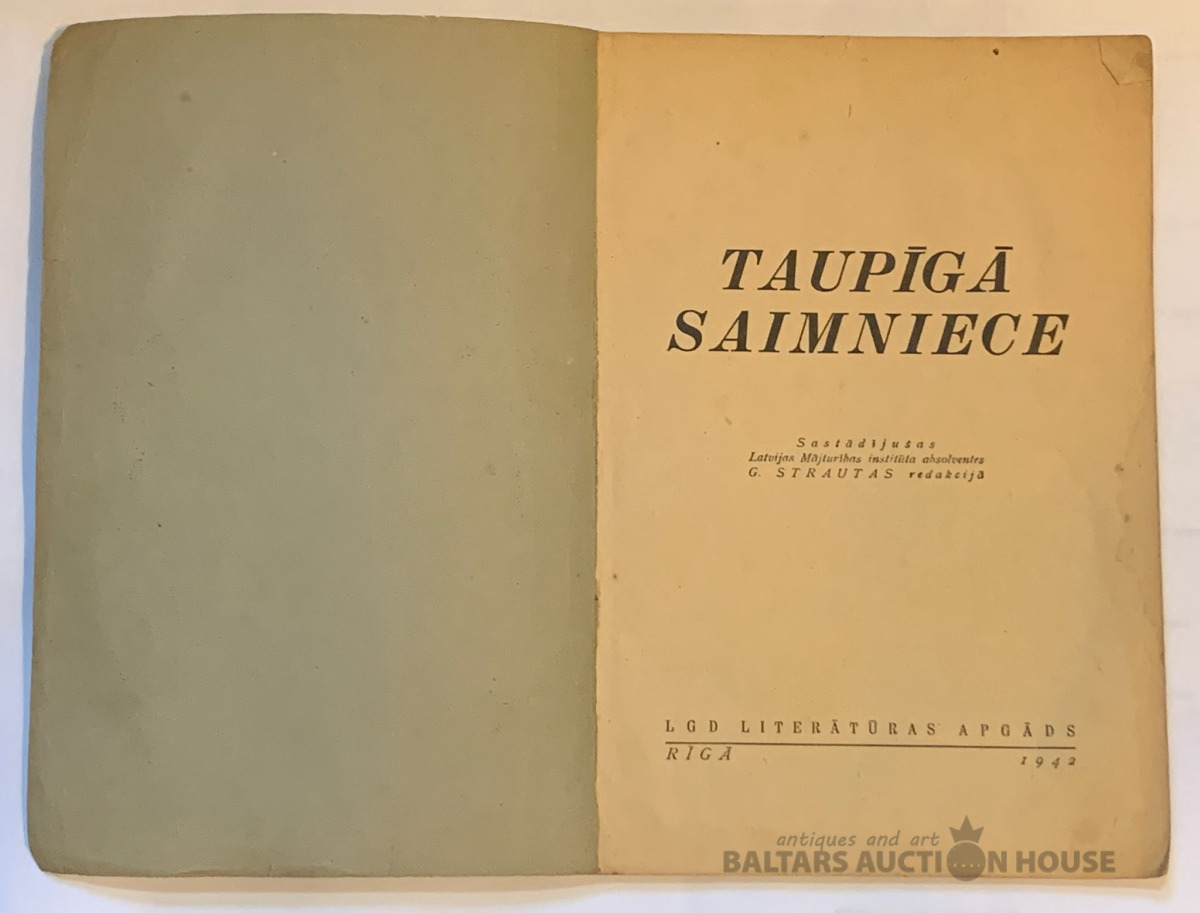 TAUPĪGĀ
SAIMNIECE
Sastādījušas
Latvijas Mājturības institūta absolventes
G. STRAUTAS redakcijā
LGD LITERĀTŪRAS APGĀDS
RĪGĀ 1942
antiques and art
BALTARS AUCTION HOUSE